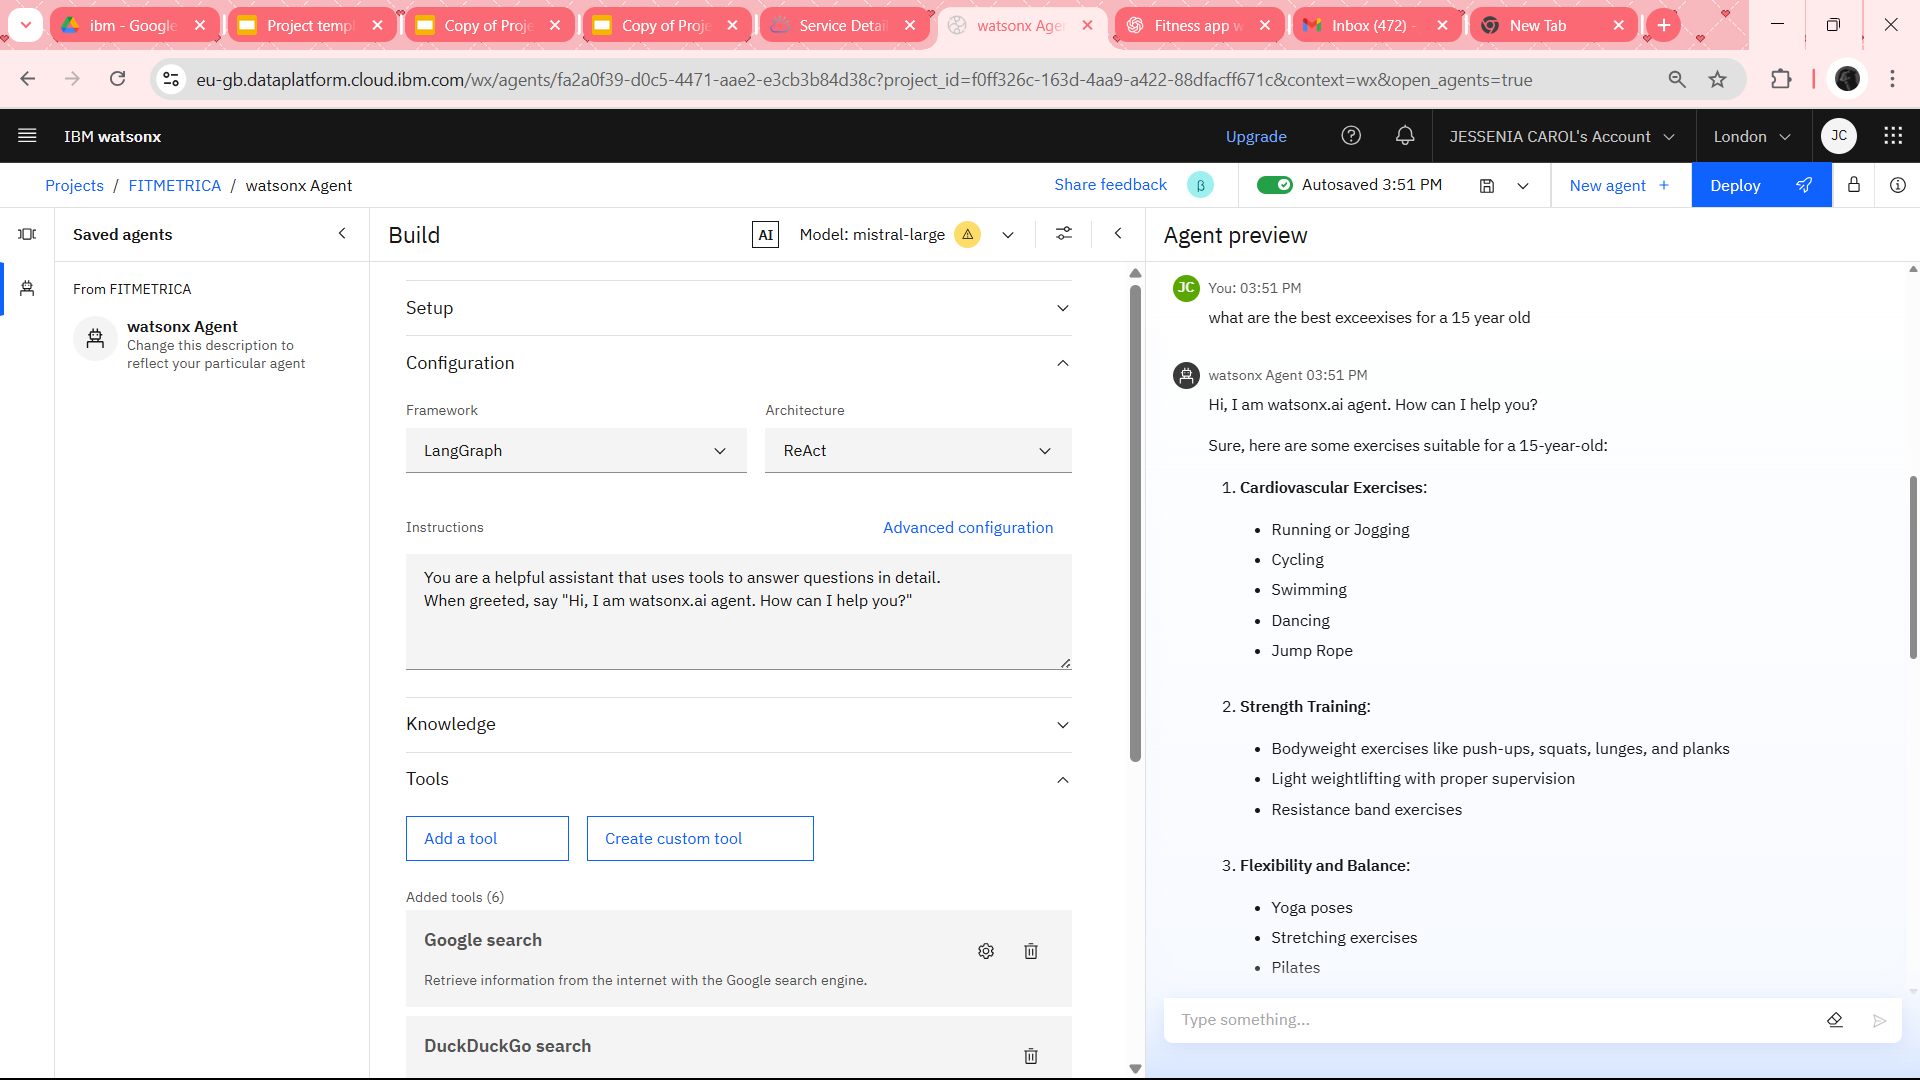 ibm - Google
Project temp
Copy of Proje
Copy of Proje
Service Detai
watsonx Age
Fitness app w
Inbox (472) -
New Tab
eu-gb.dataplatform.cloud.ibm.com/wx/agents/fa2a0f39-d0c5-4471-aae2-e3cb3b84d38c?project_id=f0ff326c-163d-4aa9-a422-88dfacff671c&context=wx&open_agents=true
IBM watsonx
Upgrade
JESSENIA CAROL's Account
London
JC
Projects / FITMETRICA / watsonx Agent
Share feedback
β
Autosaved 3:51 PM
New agent +
Deploy
Saved agents
From FITMETRICA
watsonx Agent
Change this description to
reflect your particular agent
Build
AI
Model: mistral-large
Setup
Configuration
Framework
Architecture
LangGraph
ReAct
Instructions
Advanced configuration
You are a helpful assistant that uses tools to answer questions in detail.
When greeted, say "Hi, I am watsonx.ai agent. How can I help you?"
Knowledge
Tools
Add a tool
Create custom tool
Added tools (6)
Google search
Retrieve information from the internet with the Google search engine.
DuckDuckGo search
Agent preview
JC
You: 03:51 PM
what are the best exceexises for a 15 year old
watsonx Agent 03:51 PM
Hi, I am watsonx.ai agent. How can I help you?
Sure, here are some exercises suitable for a 15-year-old:
1. Cardiovascular Exercises:
• Running or Jogging
• Cycling
• Swimming
• Dancing
• Jump Rope
2. Strength Training:
• Bodyweight exercises like push-ups, squats, lunges, and planks
• Light weightlifting with proper supervision
• Resistance band exercises
3. Flexibility and Balance:
• Yoga poses
• Stretching exercises
• Pilates
Type something...